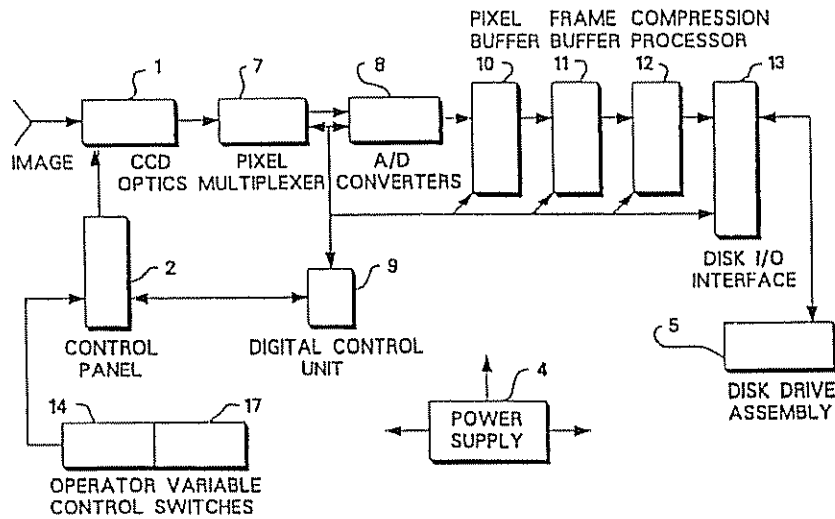 PIXEL FRAME COMPRESSION
BUFFER BUFFER PROCESSOR
1
7
8
10
11
12
13
IMAGE
CCD
OPTICS
PIXEL
MULTIPLEXER
A/D
CONVERTERS
2
9
DISK I/O
INTERFACE
CONTROL
PANEL
DIGITAL CONTROL
UNIT
5
4
14
17
POWER
SUPPLY
DISK DRIVE
ASSEMBLY
OPERATOR VARIABLE
CONTROL SWITCHES